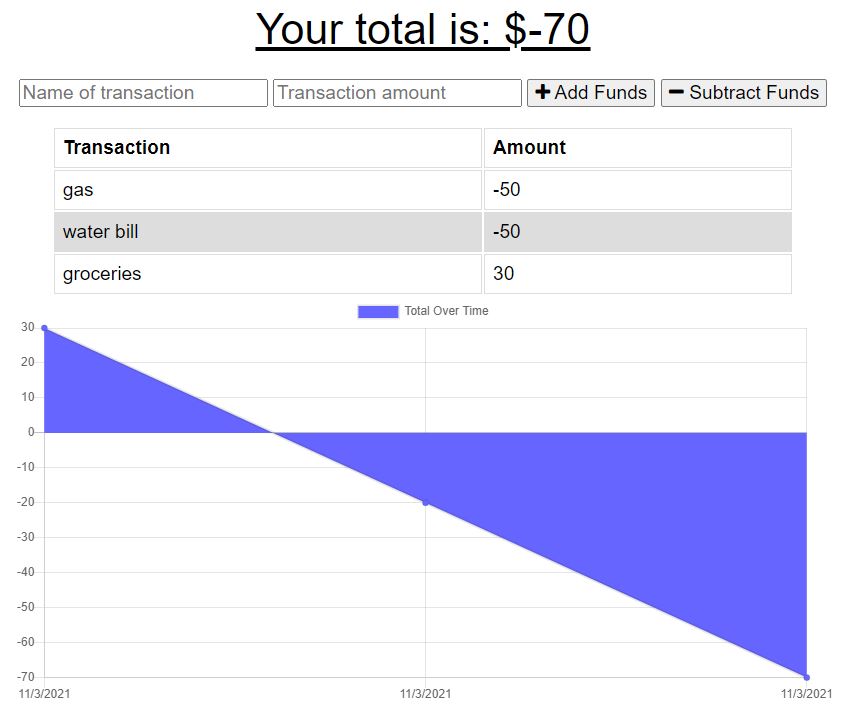 Your total is: $-70
Name of transaction Transaction amount Add Funds Subtract Funds
Transaction Amount
gas -50
water bill -50
groceries 30
Total Over Time
30
20
10
0
-10
-20
-30
-40
-50
-60
-70
11/3/2021 11/3/2021 11/3/2021